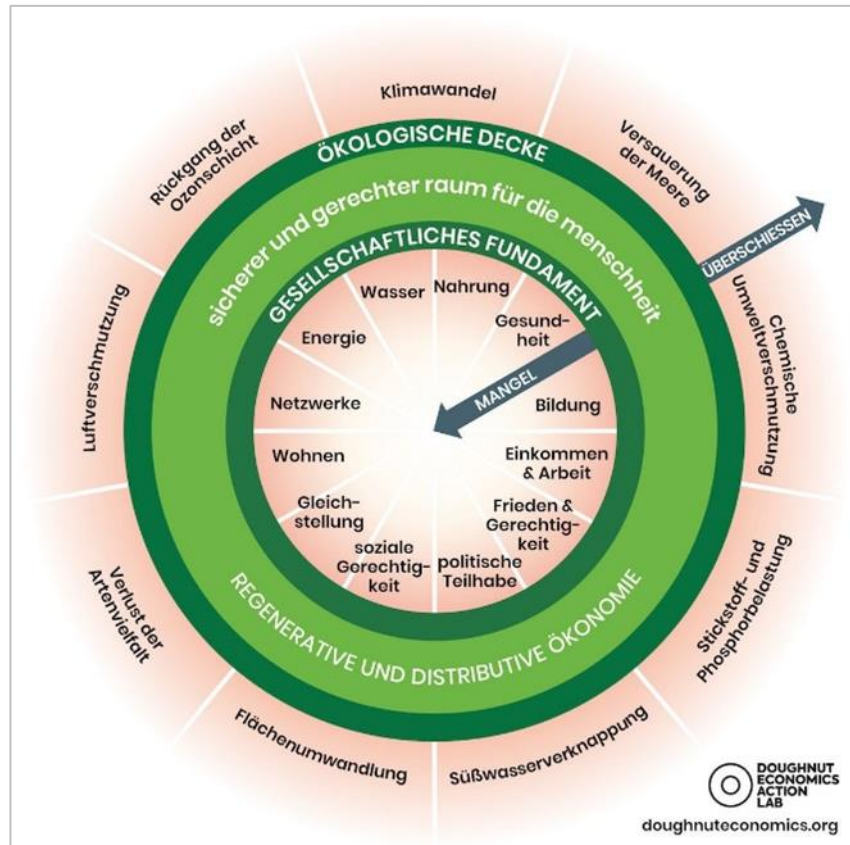 Klimawandel
Versauerung
der Meere
Chemische
Umweltverschmutzung
Stickstoff- und
Phosphorbelastung
Süßwasserverknappung
Flächenumwandlung
Verlust der
Artenvielfalt
Luftverschmutzung
Rückgang der
Ozonschicht
ÖKOLOGISCHE DECKE
sicherer und gerechter raum für die menschheit
GESELLSCHAFTLICHES FUNDAMENT
ÜBERSCHIESSEN
MANGEL
Wasser
Nahrung
Gesund-
heit
Bildung
Einkommen
& Arbeit
Frieden &
Gerechtig-
keit
politische
Teilhabe
soziale
Gerechtig-
keit
Gleich-
stellung
Wohnen
Netzwerke
Energie
REGENERATIVE UND DISTRIBUTIVE ÖKONOMIE
DOUGHNUT
ECONOMICS
ACTION
LAB
doughnuteconomics.org